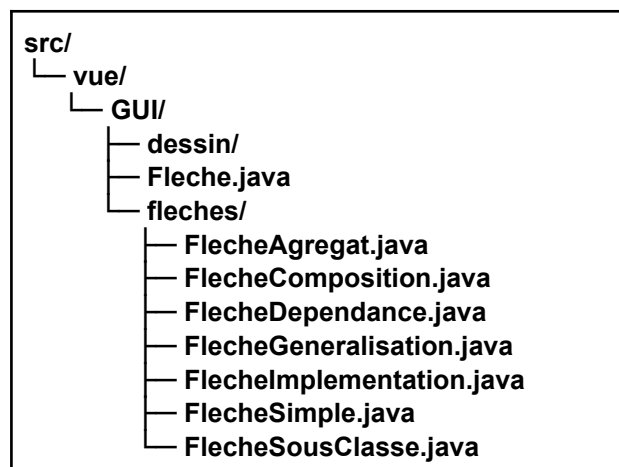 src/
└── vue/
└── GUI/
├── dessin/
├── Fleche.java
└── fleches/
├── FlecheAgregat.java
├── FlecheComposition.java
├── FlecheDependance.java
├── FlecheGeneralisation.java
├── FlecheImplementation.java
├── FlecheSimple.java
└── FlecheSousClasse.java